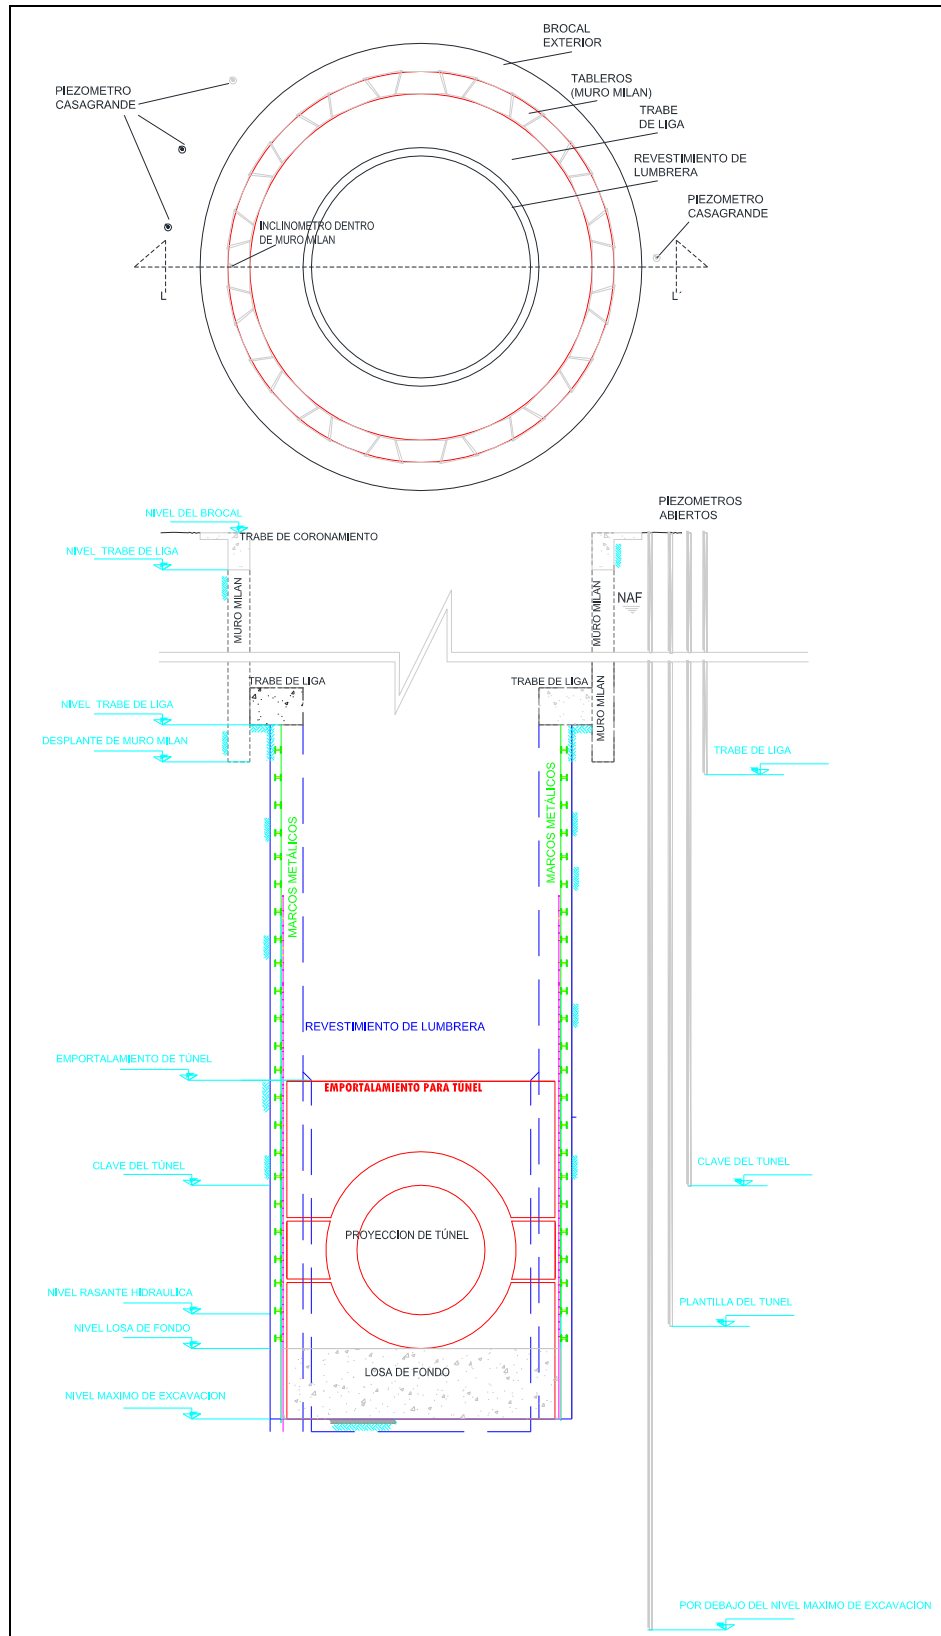 BROCAL
EXTERIOR
TABLEROS
(MURO MILAN)
PIEZOMETRO
CASAGRANDE
TRABE
DE LIGA
REVESTIMIENTO DE
LUMBRERA
PIEZOMETRO
CASAGRANDE
INCLINOMETRO DENTRO
DE MURO MILAN
L
L'
PIEZOMETROS
ABIERTOS
NIVEL DEL BROCAL
TRABE DE CORONAMIENTO
NIVEL TRABE DE LIGA
MURO MILAN
MURO MILAN
NAF
TRABE DE LIGA
TRABE DE LIGA
NIVEL TRABE DE LIGA
MURO MILAN
DESPLANTE DE MURO MILAN
TRABE DE LIGA
MARCOS METÁLICOS
MARCOS METÁLICOS
REVESTIMIENTO DE LUMBRERA
EMPORTALAMIENTO DE TÚNEL
EMPORTALAMIENTO PARA TÚNEL
CLAVE DEL TÚNEL
CLAVE DEL TUNEL
PROYECCION DE TÚNEL
NIVEL RASANTE HIDRAULICA
PLANTILLA DEL TUNEL
NIVEL LOSA DE FONDO
LOSA DE FONDO
NIVEL MAXIMO DE EXCAVACION
POR DEBAJO DEL NIVEL MAXIMO DE EXCAVACION